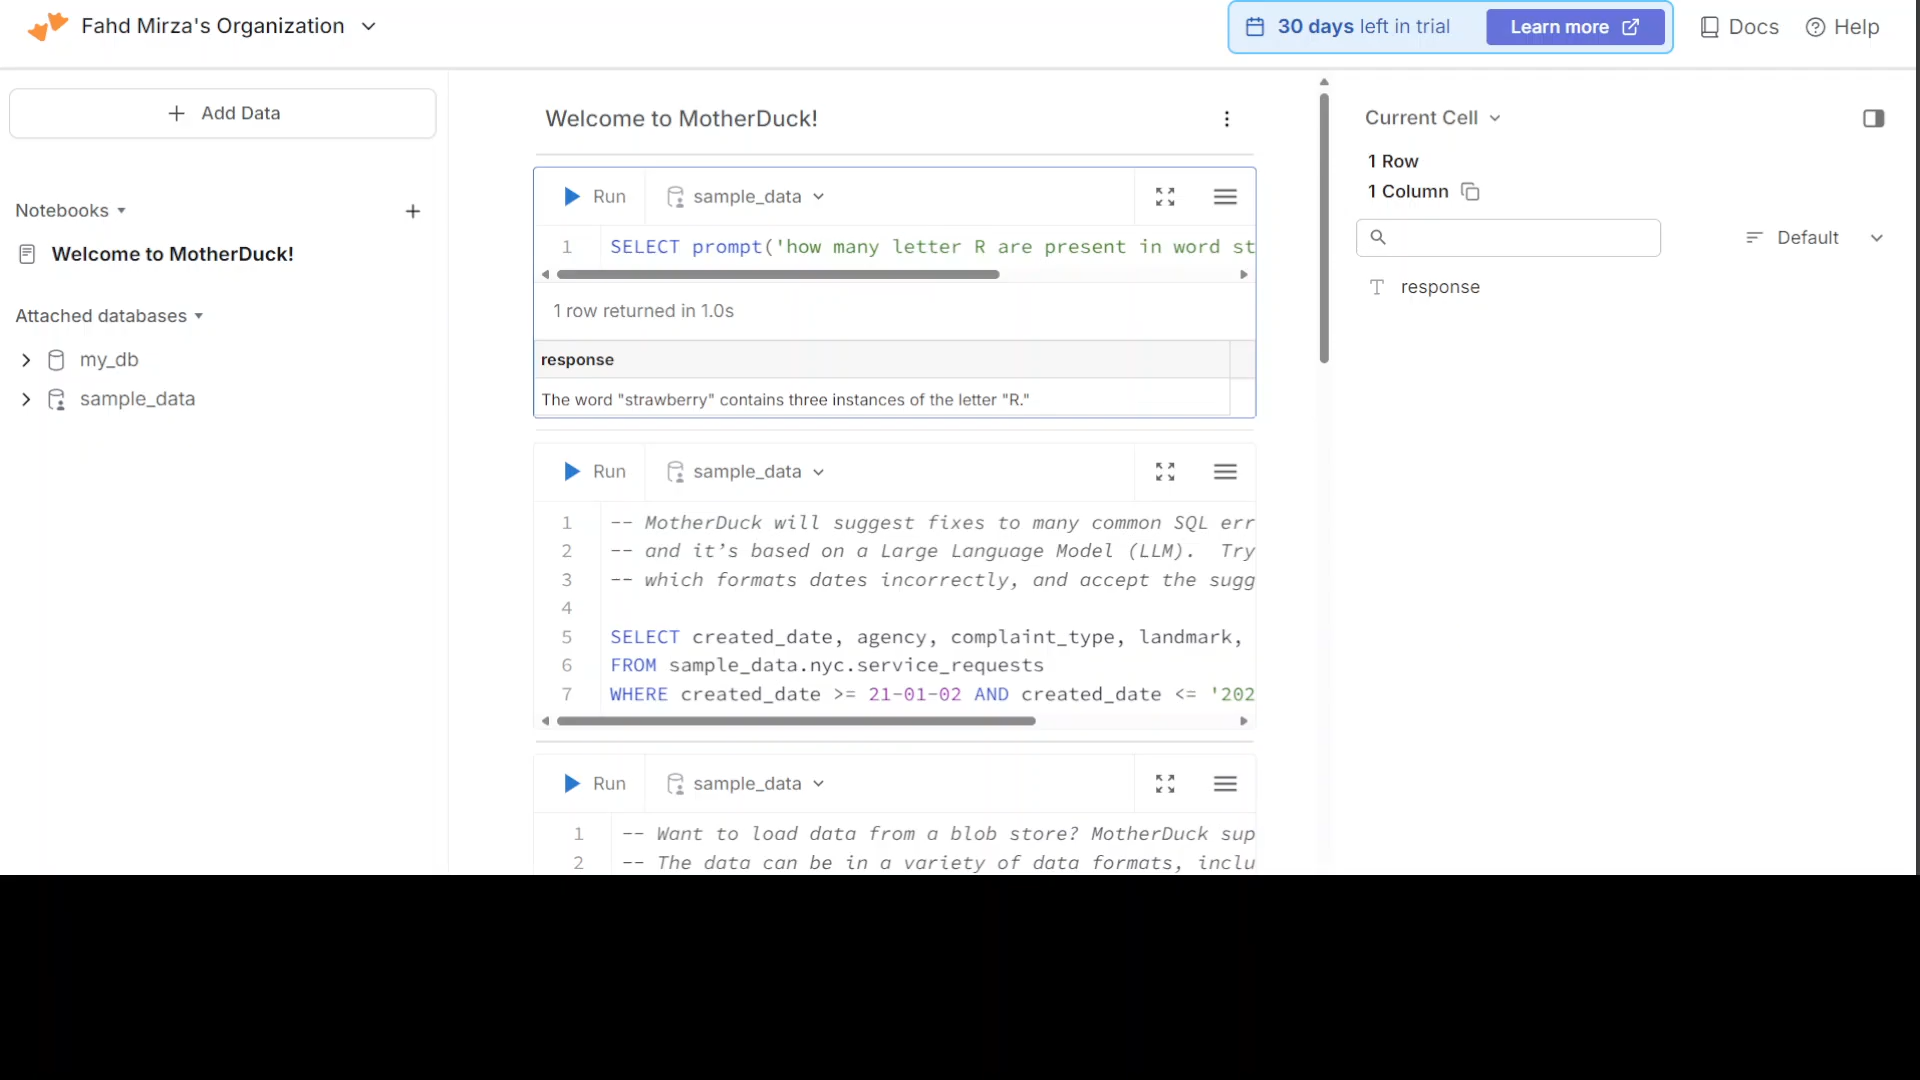 Fahd Mirza's Organization
30 days left in trial
Learn more
Docs
Help
Add Data
Notebooks
Welcome to MotherDuck!
Attached databases
my_db
sample_data
Welcome to MotherDuck!
Run
sample_data
1 SELECT prompt('how many letter R are present in word st
1 row returned in 1.0s
response
The word "strawberry" contains three instances of the letter "R."
Run
sample_data
1 -- MotherDuck will suggest fixes to many common SQL err
2 -- and it’s based on a Large Language Model (LLM).  Try
3 -- which formats dates incorrectly, and accept the sugg
4
5 SELECT created_date, agency, complaint_type, landmark,
6 FROM sample_data.nyc.service_requests
7 WHERE created_date >= 21-01-02 AND created_date <= '202
Run
sample_data
1 -- Want to load data from a blob store? MotherDuck sup
2 -- The data can be in a variety of data formats, inclu
Current Cell
1 Row
1 Column
Default
T response